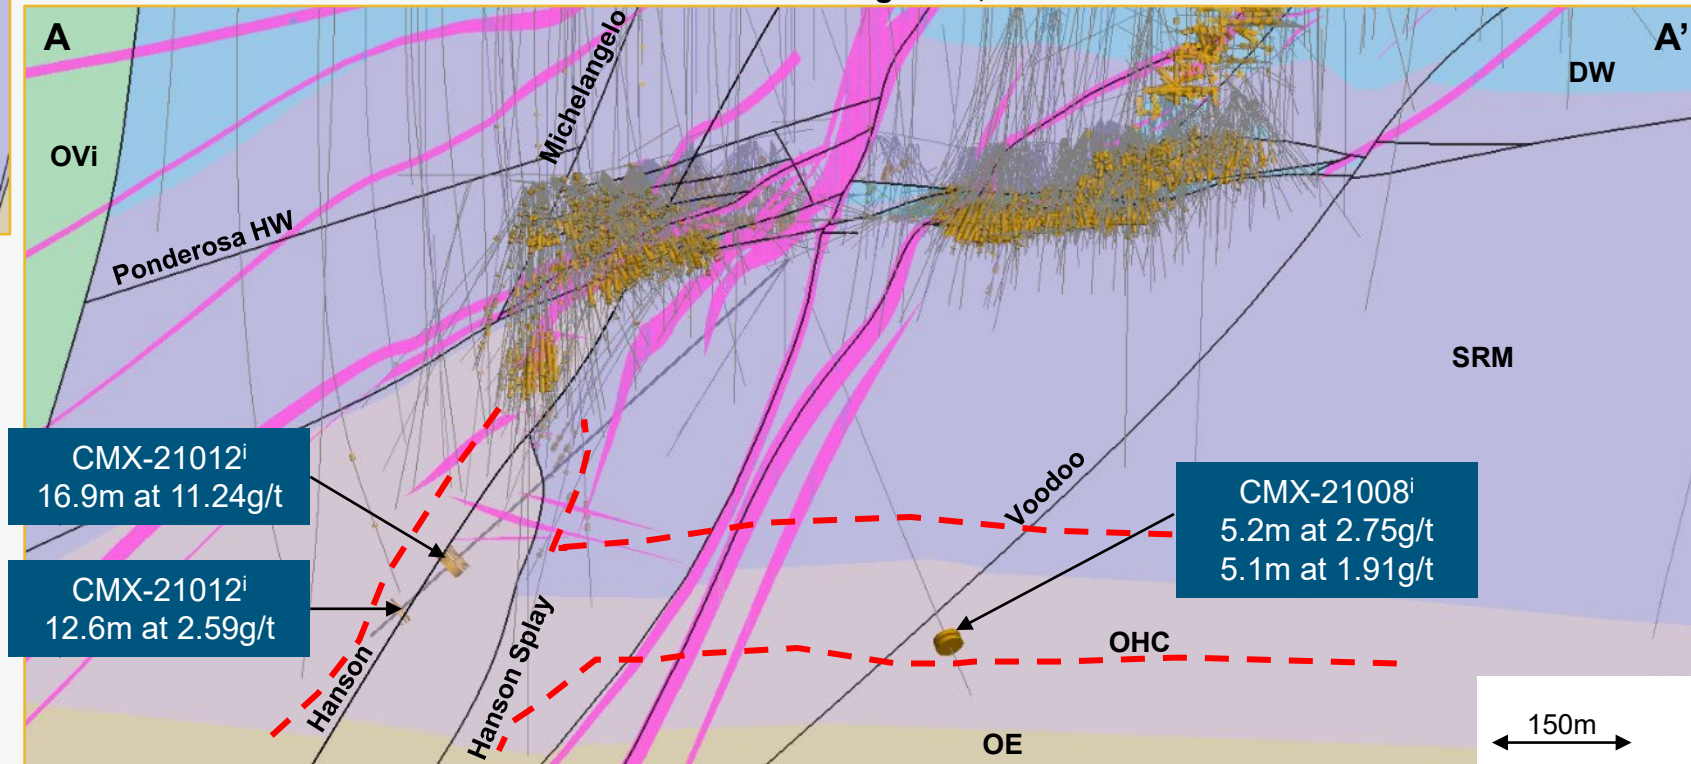 A
A’
DW
OVi
Michelangelo
Ponderosa HW
SRM
CMX-21012ⁱ
16.9m at 11.24g/t
Voodoo
CMX-21008ⁱ
5.2m at 2.75g/t
5.1m at 1.91g/t
CMX-21012ⁱ
12.6m at 2.59g/t
Hanson
Hanson Splay
OHC
OE
150m